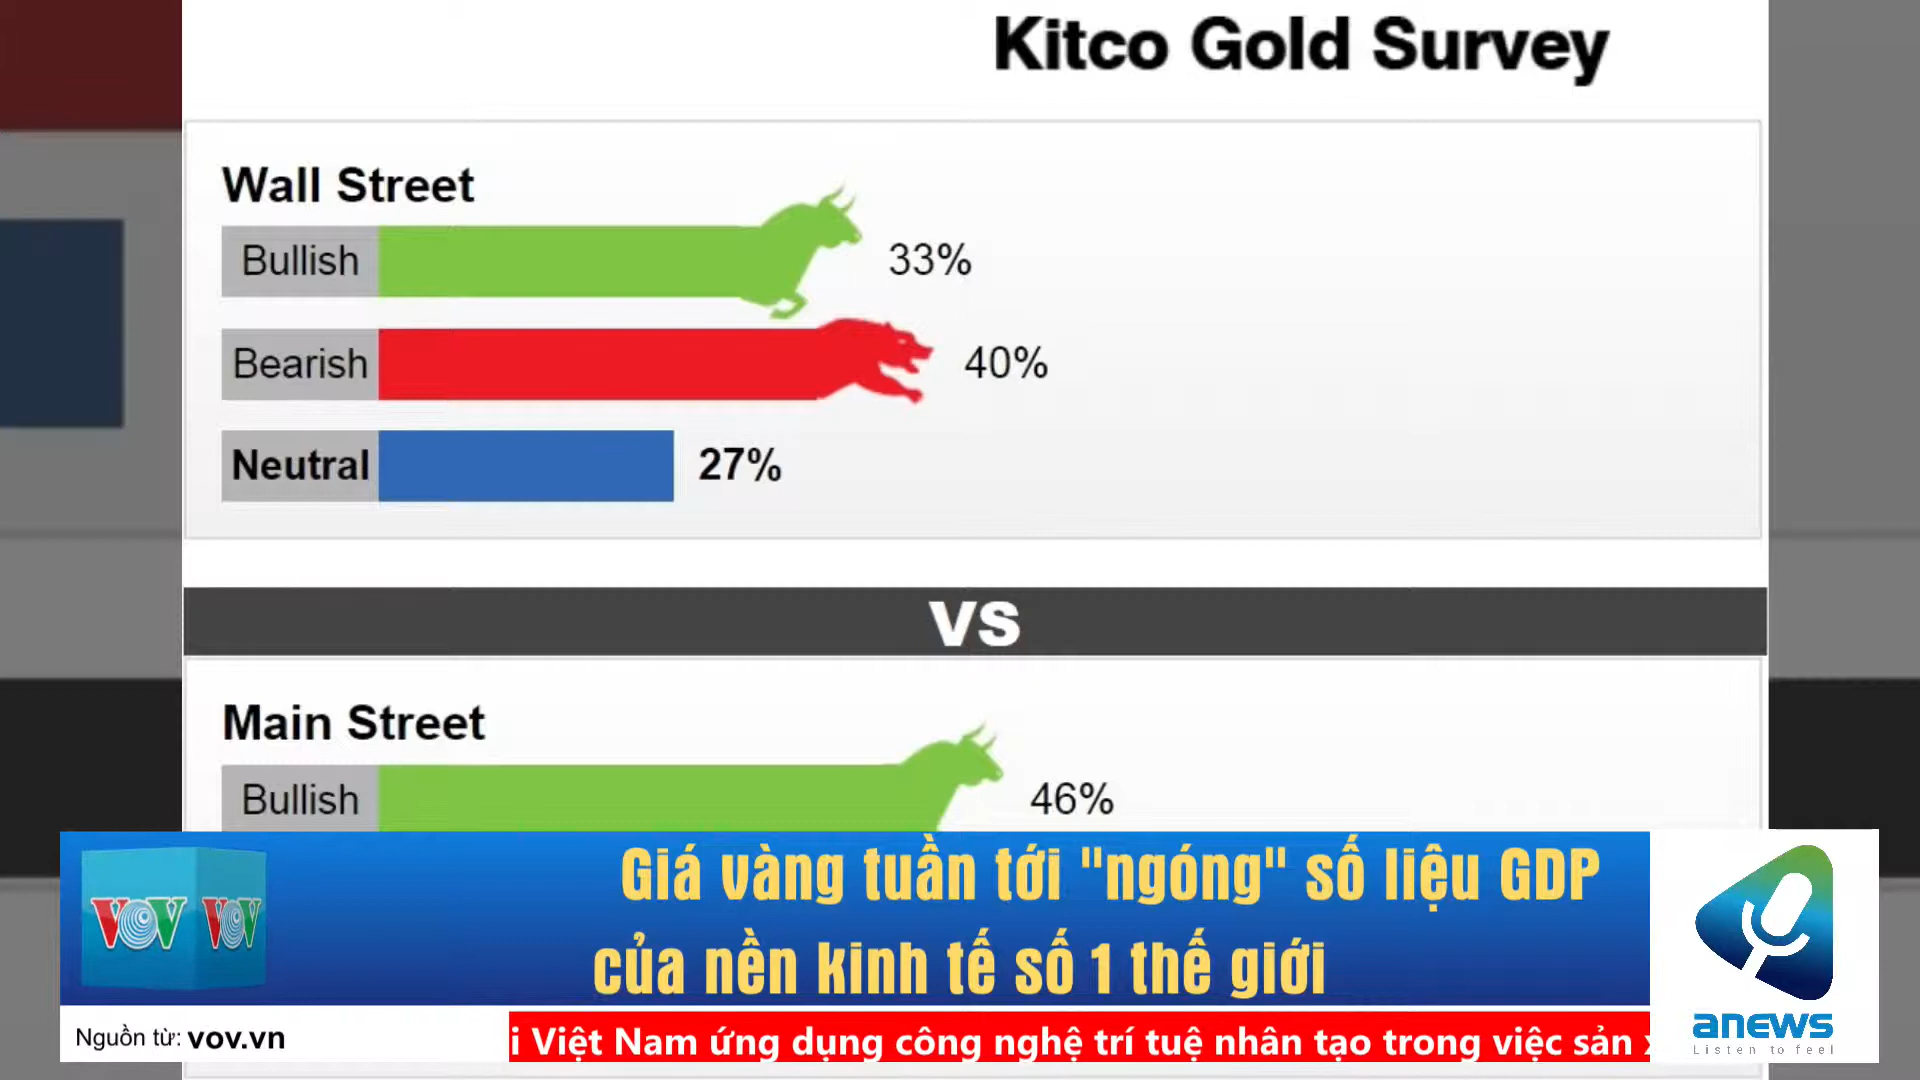 Kitco Gold Survey
Wall Street
Bullish 33%
Bearish 40%
Neutral 27%
VS
Main Street
Bullish 46%
Giá vàng tuần tới "ngóng" số liệu GDP
của nền kinh tế số 1 thế giới
VOV VOV
Nguồn từ: vov.vn
i Việt Nam ứng dụng công nghệ trí tuệ nhân tạo trong việc sản
anews
Listen to feel